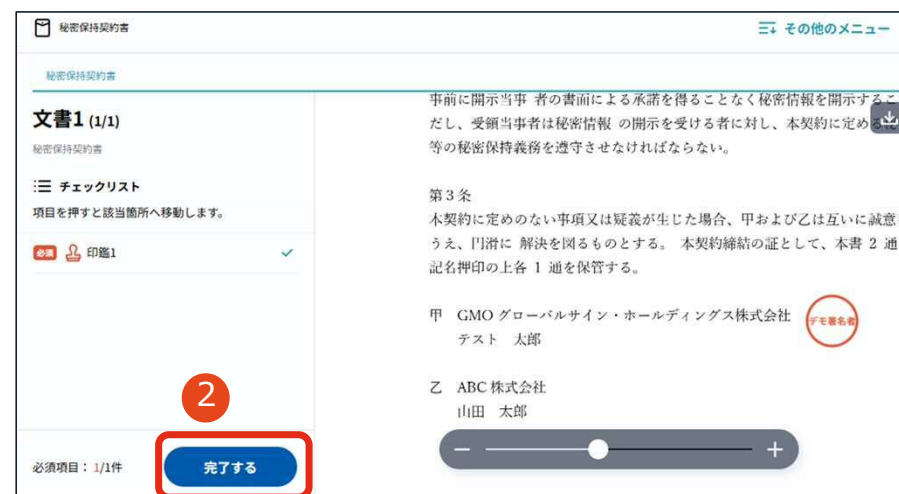 秘密保持契約書
その他のメニュー
秘密保持契約書
文書1 (1/1)
秘密保持契約書
チェックリスト
項目を押すと該当箇所へ移動します。
必須 印鑑1
2
必須項目： 1/1件
完了する
事前に開示当事 者の書面による承諾を得ることなく秘密情報を開示するこ
だし、受領当事者は秘密情報 の開示を受ける者に対し、本契約に定める
等の秘密保持義務を遵守させなければならない。
第3条
本契約に定めのない事項又は疑義が生じた場合、甲および乙は互いに誠意
うえ、円滑に 解決を図るものとする。 本契約締結の証として、本書 2 通
記名押印の上各 1 通を保管する。
甲 GMO グローバルサイン・ホールディングス株式会社
デモ署名者
テスト 太郎
乙 ABC 株式会社
山田 太郎